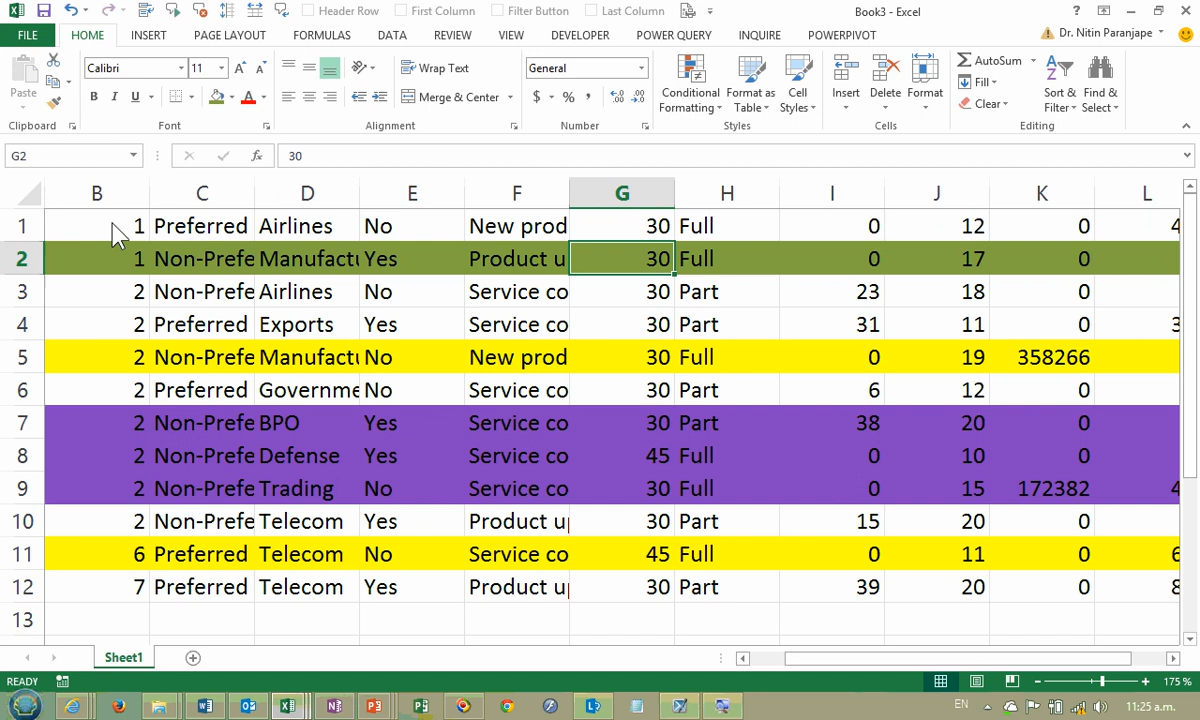 Header Row First Column Filter Button Last Column Book3 - Excel ?
FILE HOME INSERT PAGE LAYOUT FORMULAS DATA REVIEW VIEW DEVELOPER POWER QUERY INQUIRE POWERPIVOT Dr. Nitin Paranjape
Paste Calibri 11 A A Wrap Text General Conditional Format as Cell Insert Delete Format AutoSum Sort & Find &
B I U A Merge & Center $ % , Formatting Table Styles Fill Filter Select
Clear
Clipboard Font Alignment Number Styles Cells Editing
G2 fx 30
B C D E F G H I J K L
1 1 Preferred Airlines No New prod 30 Full 0 12 0 4
2 1 Non-Prefe Manufactu Yes Product u 30 Full 0 17 0
3 2 Non-Prefe Airlines No Service co 30 Part 23 18 0
4 2 Preferred Exports Yes Service co 30 Part 31 11 0 3
5 2 Non-Prefe Manufactu No New prod 30 Full 0 19 358266
6 2 Preferred Governme No Service co 30 Part 6 12 0
7 2 Non-Prefe BPO Yes Service co 30 Part 38 20 0
8 2 Non-Prefe Defense Yes Service co 45 Full 0 10 0
9 2 Non-Prefe Trading No Service co 30 Full 0 15 172382 4
10 2 Non-Prefe Telecom Yes Product up 30 Part 15 20 0
11 6 Preferred Telecom No Service co 45 Full 0 11 0 6
12 7 Preferred Telecom Yes Product up 30 Part 39 20 0 8
13
Sheet1
READY 175 %
EN 11:25 a.m.